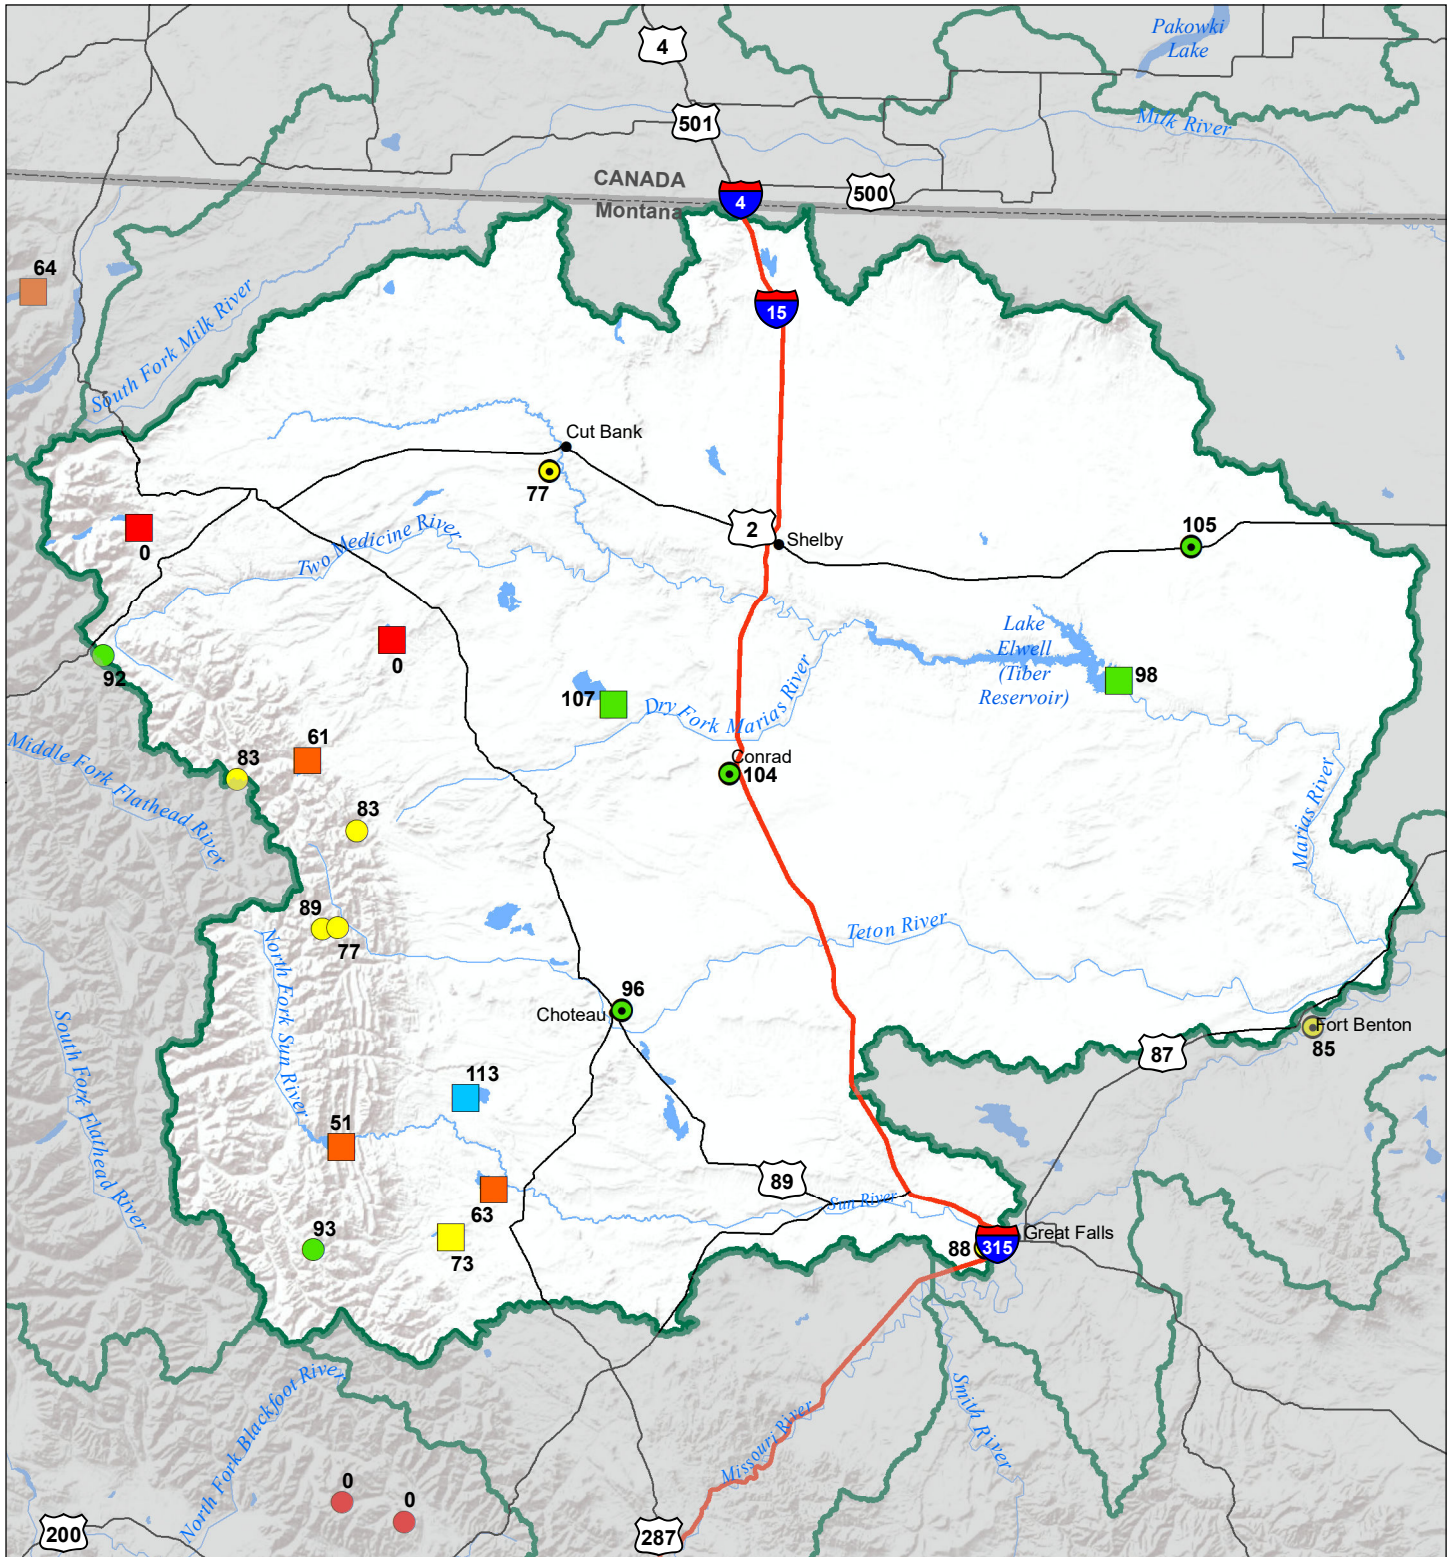 Pakowki
Lake
4
501
Milk River
CANADA
Montana
4
500
64
South Fork Milk River
15
Cut Bank
77
2
Shelby
105
0
Two Medicine River
0
92
Lake
Elwell
(Tiber
Reservoir)
98
107
Dry Fork Marias River
61
83
Middle Fork Flathead River
Conrad
104
83
Marias River
89
77
North Fork Sun River
Teton River
96
Choteau
South Fork Flathead River
Fort Benton
85
87
113
51
89
63
Sun River
93
73
88
315
Great Falls
North Fork Blackfoot River
Missouri River
Smith River
0
0
200
287